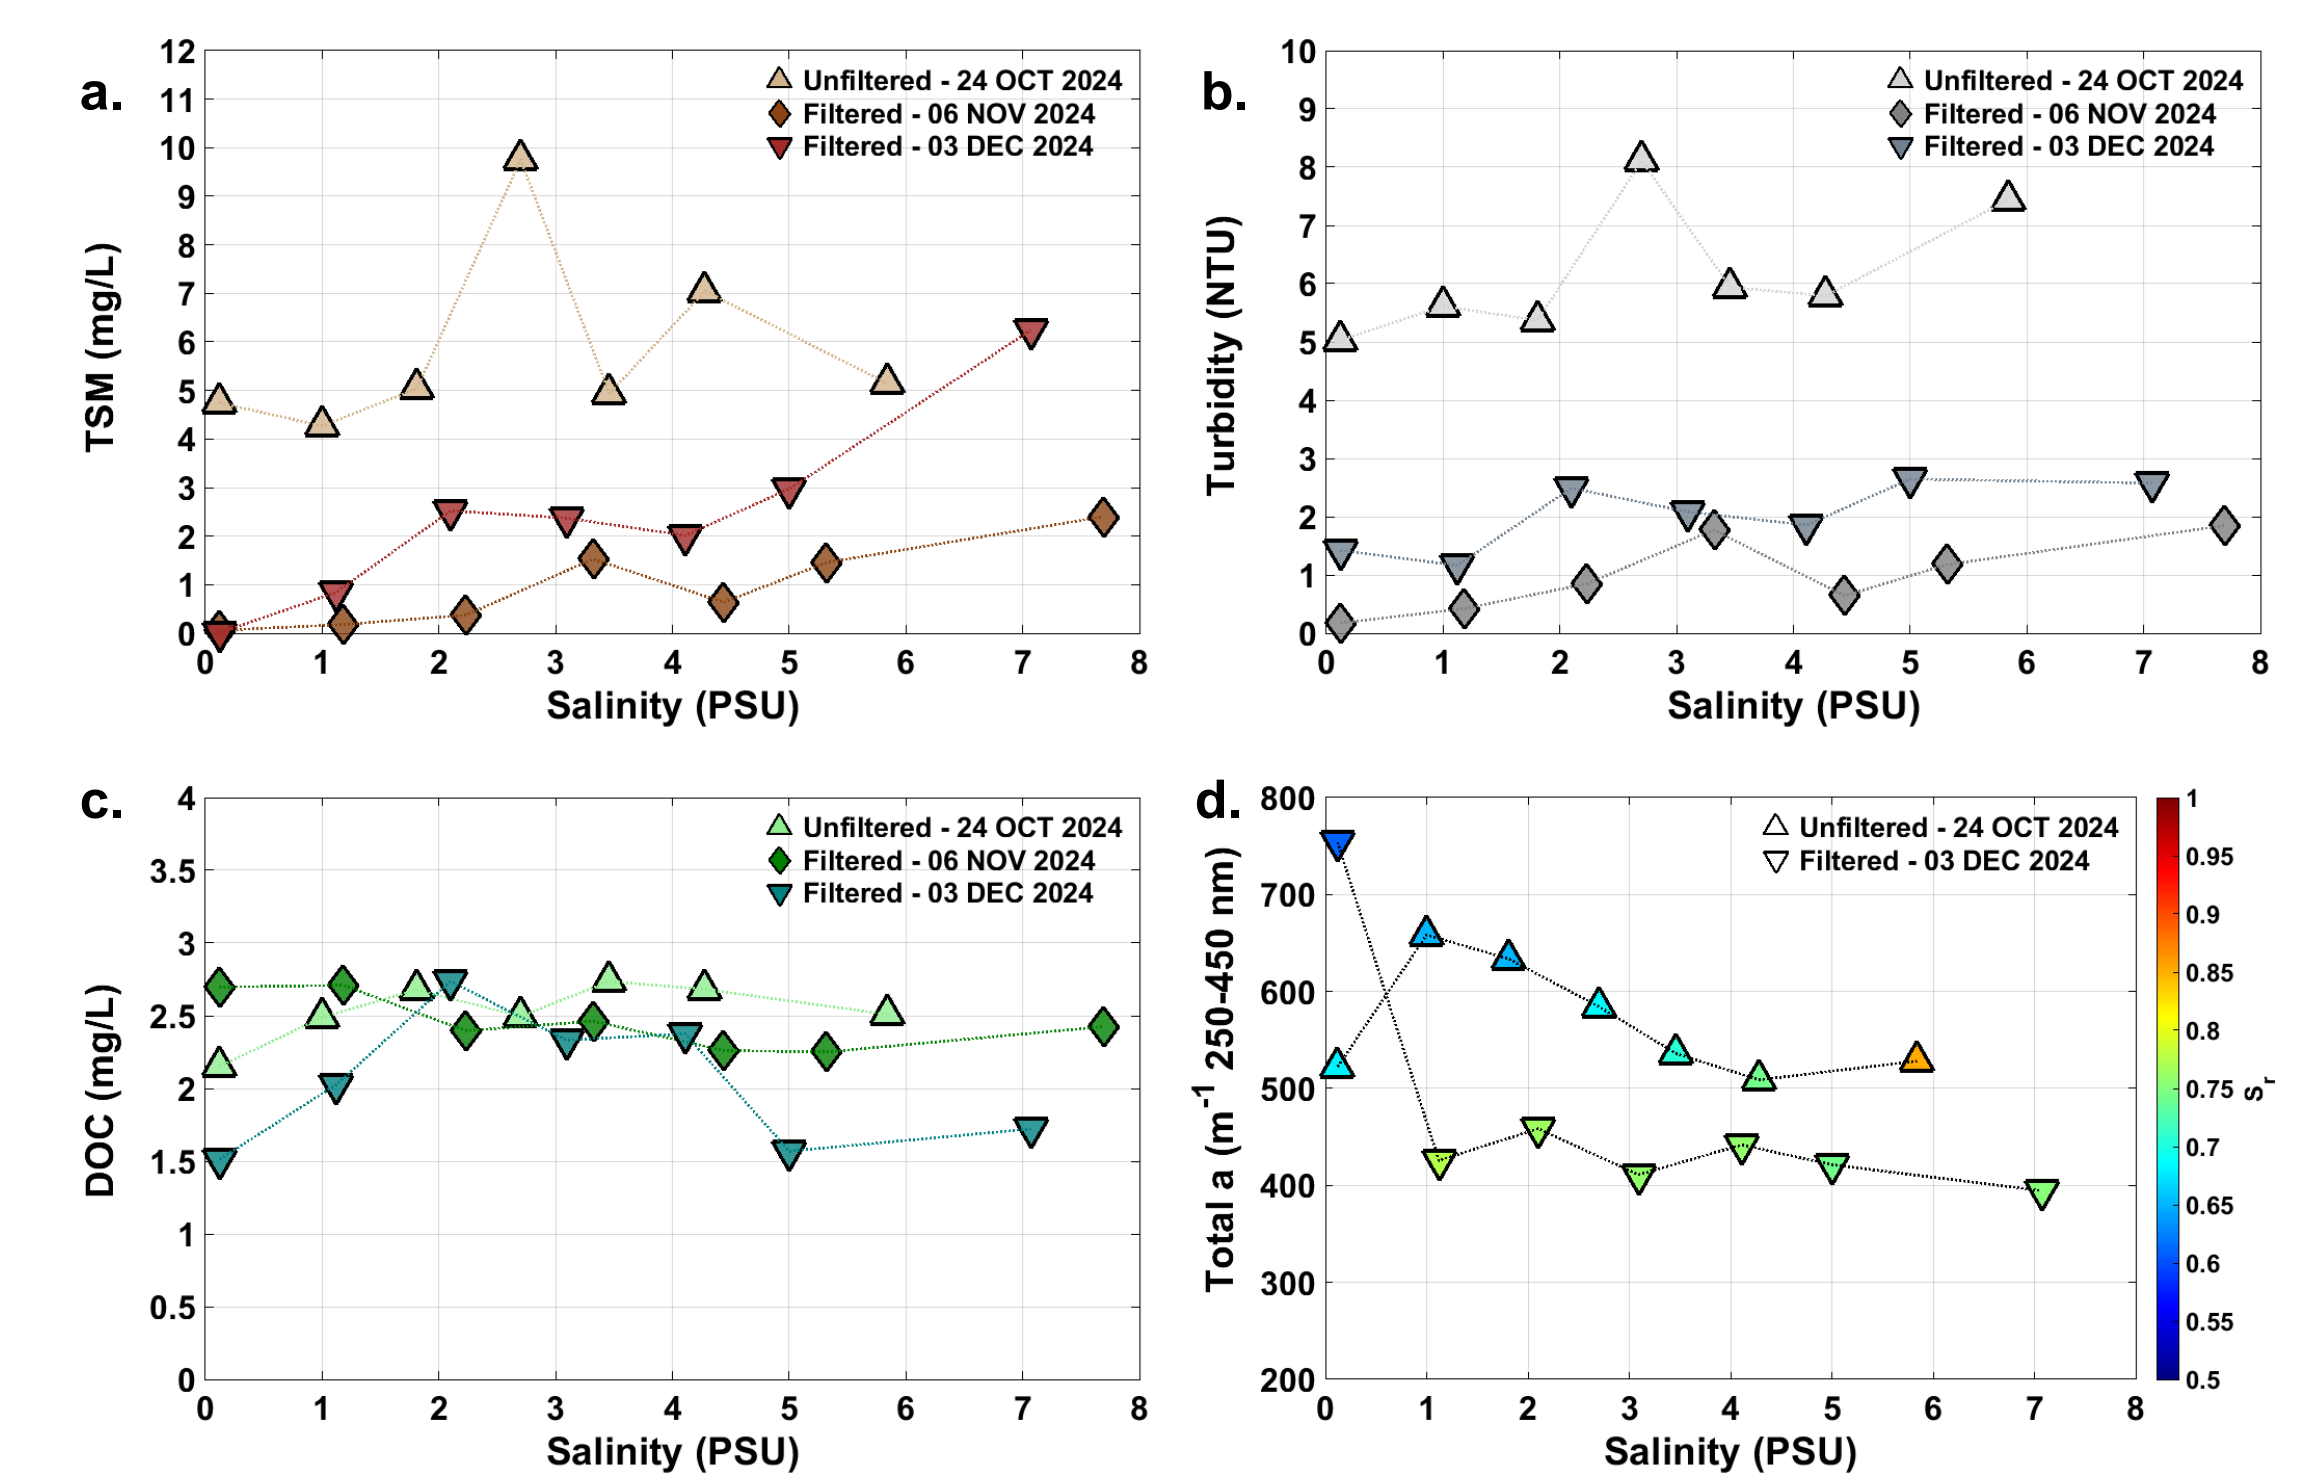 a.
12
11
10
9
8
7
6
5
4
3
2
1
0
TSM (mg/L)
Unfiltered - 24 OCT 2024
Filtered - 06 NOV 2024
Filtered - 03 DEC 2024
0 1 2 3 4 5 6 7 8
Salinity (PSU)
b.
10
9
8
7
6
5
4
3
2
1
0
Turbidity (NTU)
Unfiltered - 24 OCT 2024
Filtered - 06 NOV 2024
Filtered - 03 DEC 2024
0 1 2 3 4 5 6 7 8
Salinity (PSU)
c.
4
3.5
3
2.5
2
1.5
1
0.5
0
DOC (mg/L)
Unfiltered - 24 OCT 2024
Filtered - 06 NOV 2024
Filtered - 03 DEC 2024
0 1 2 3 4 5 6 7 8
Salinity (PSU)
d.
800
700
600
500
400
300
200
Total a (m⁻¹ 250-450 nm)
Unfiltered - 24 OCT 2024
Filtered - 03 DEC 2024
0 1 2 3 4 5 6 7 8
Salinity (PSU)
1
0.95
0.9
0.85
0.8
0.75
0.7
0.65
0.6
0.55
0.5
Sᵣ